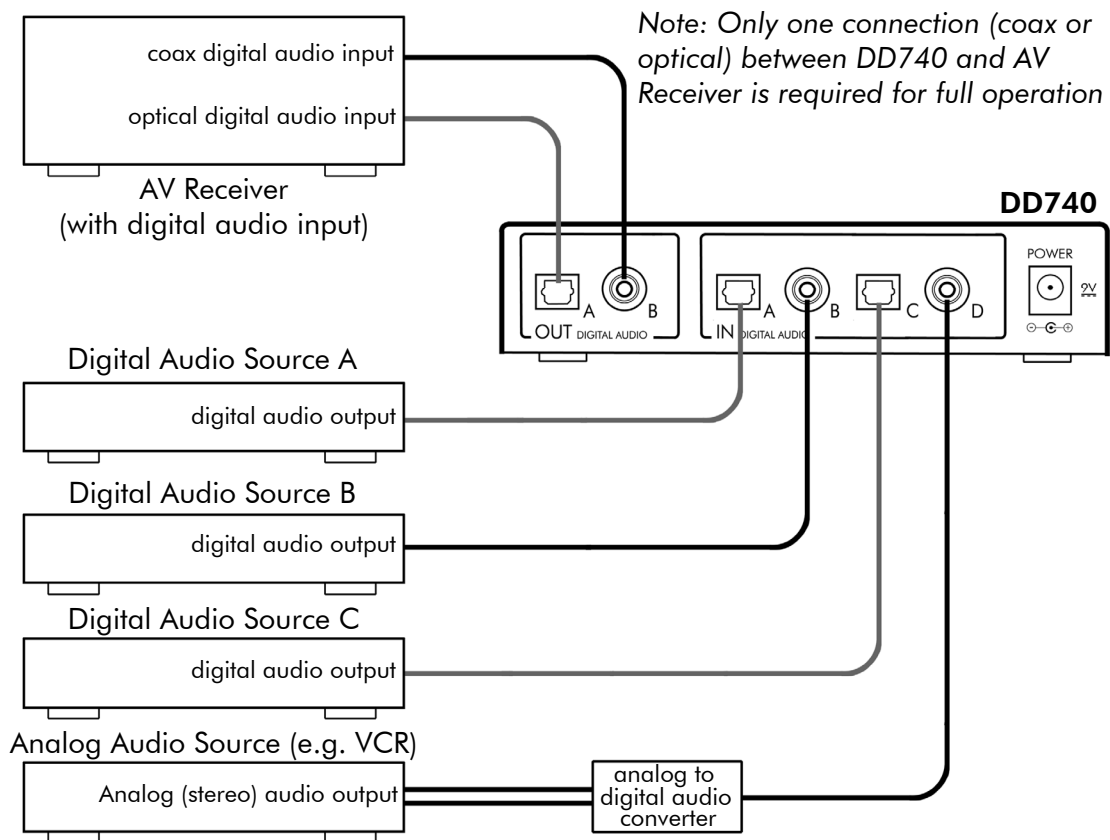 Note: Only one connection (coax or
optical) between DD740 and AV
Receiver is required for full operation
coax digital audio input
optical digital audio input
AV Receiver
(with digital audio input)
DD740
POWER
9V
A
B
OUT DIGITAL AUDIO
A
B
C
D
IN DIGITAL AUDIO
Digital Audio Source A
digital audio output
Digital Audio Source B
digital audio output
Digital Audio Source C
digital audio output
Analog Audio Source (e.g. VCR)
Analog (stereo) audio output
analog to
digital audio
converter